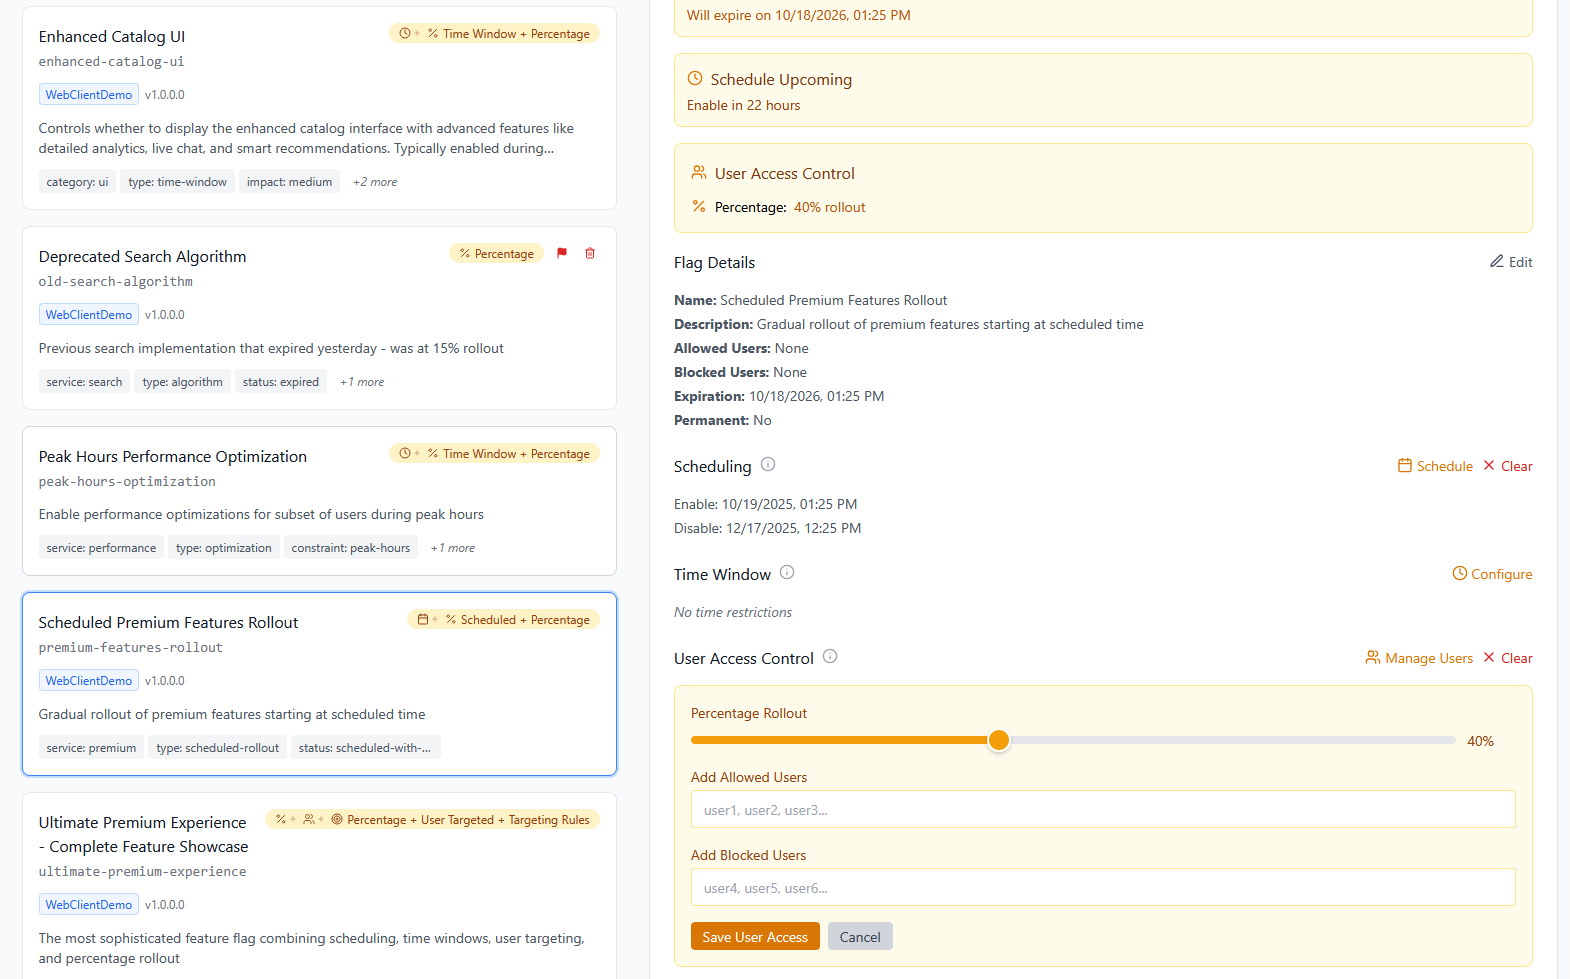 Enhanced Catalog UI
+ Time Window + Percentage
enhanced-catalog-ui
WebClientDemo v1.0.0.0
Controls whether to display the enhanced catalog interface with advanced features like
detailed analytics, live chat, and smart recommendations. Typically enabled during...
category: ui type: time-window impact: medium +2 more
Deprecated Search Algorithm
Percentage
old-search-algorithm
WebClientDemo v1.0.0.0
Previous search implementation that expired yesterday - was at 15% rollout
service: search type: algorithm status: expired +1 more
Peak Hours Performance Optimization
+ Time Window + Percentage
peak-hours-optimization
Enable performance optimizations for subset of users during peak hours
service: performance type: optimization constraint: peak-hours +1 more
Scheduled Premium Features Rollout
+ Scheduled + Percentage
premium-features-rollout
WebClientDemo v1.0.0.0
Gradual rollout of premium features starting at scheduled time
service: premium type: scheduled-rollout status: scheduled-with-...
Ultimate Premium Experience
- Complete Feature Showcase
+ + Percentage + User Targeted + Targeting Rules
ultimate-premium-experience
WebClientDemo v1.0.0.0
The most sophisticated feature flag combining scheduling, time windows, user targeting,
and percentage rollout
Will expire on 10/18/2026, 01:25 PM
Schedule Upcoming
Enable in 22 hours
User Access Control
Percentage: 40% rollout
Flag Details
Edit
Name: Scheduled Premium Features Rollout
Description: Gradual rollout of premium features starting at scheduled time
Allowed Users: None
Blocked Users: None
Expiration: 10/18/2026, 01:25 PM
Permanent: No
Scheduling
Schedule Clear
Enable: 10/19/2025, 01:25 PM
Disable: 12/17/2025, 12:25 PM
Time Window
Configure
No time restrictions
User Access Control
Manage Users Clear
Percentage Rollout
40%
Add Allowed Users
user1, user2, user3...
Add Blocked Users
user4, user5, user6...
Save User Access Cancel